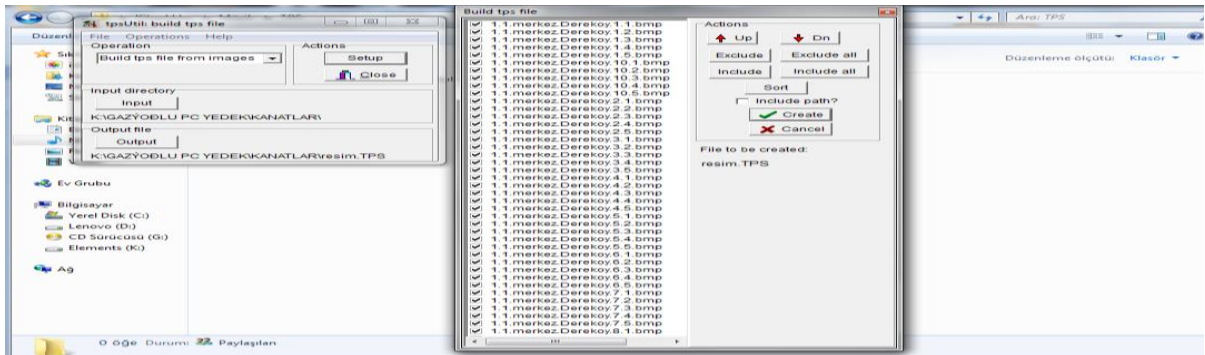 Ara: TPS
Düzenl
Düzenleme ölçütü: Klasör
Ev Grubu
Bilgisayar
Yerel Disk (C:)
Lenovo (D:)
CD Sürücüsü (G:)
Elements (K:)
Ağ
0 öğe Durum: Paylaşılan
tpsUtil: build tps file
File Operations Help
Operation
Build tps file from images
Actions
Setup
Close
Input directory
Input
K:\GAZÝOÐLU PC YEDEK\KANATLAR\
Output file
Output
K:\GAZÝOÐLU PC YEDEK\KANATLAR\resim.TPS
Build tps file
1.1.merkez.Derekoy.1.1.bmp
1.1.merkez.Derekoy.1.2.bmp
1.1.merkez.Derekoy.1.3.bmp
1.1.merkez.Derekoy.1.4.bmp
1.1.merkez.Derekoy.1.5.bmp
1.1.merkez.Derekoy.10.1.bmp
1.1.merkez.Derekoy.10.2.bmp
1.1.merkez.Derekoy.10.3.bmp
1.1.merkez.Derekoy.10.4.bmp
1.1.merkez.Derekoy.10.5.bmp
1.1.merkez.Derekoy.2.1.bmp
1.1.merkez.Derekoy.2.2.bmp
1.1.merkez.Derekoy.2.3.bmp
1.1.merkez.Derekoy.2.4.bmp
1.1.merkez.Derekoy.2.5.bmp
1.1.merkez.Derekoy.3.1.bmp
1.1.merkez.Derekoy.3.2.bmp
1.1.merkez.Derekoy.3.3.bmp
1.1.merkez.Derekoy.3.4.bmp
1.1.merkez.Derekoy.3.5.bmp
1.1.merkez.Derekoy.4.1.bmp
1.1.merkez.Derekoy.4.2.bmp
1.1.merkez.Derekoy.4.3.bmp
1.1.merkez.Derekoy.4.4.bmp
1.1.merkez.Derekoy.4.5.bmp
1.1.merkez.Derekoy.5.1.bmp
1.1.merkez.Derekoy.5.2.bmp
1.1.merkez.Derekoy.5.3.bmp
1.1.merkez.Derekoy.5.4.bmp
1.1.merkez.Derekoy.5.5.bmp
1.1.merkez.Derekoy.6.1.bmp
1.1.merkez.Derekoy.6.2.bmp
1.1.merkez.Derekoy.6.3.bmp
1.1.merkez.Derekoy.6.4.bmp
1.1.merkez.Derekoy.6.5.bmp
1.1.merkez.Derekoy.7.1.bmp
1.1.merkez.Derekoy.7.2.bmp
1.1.merkez.Derekoy.7.3.bmp
1.1.merkez.Derekoy.7.4.bmp
1.1.merkez.Derekoy.7.5.bmp
1.1.merkez.Derekoy.8.1.bmp
Actions
Up Dn
Exclude Exclude all
Include Include all
Sort
Include path?
Create
Cancel
File to be created:
resim.TPS